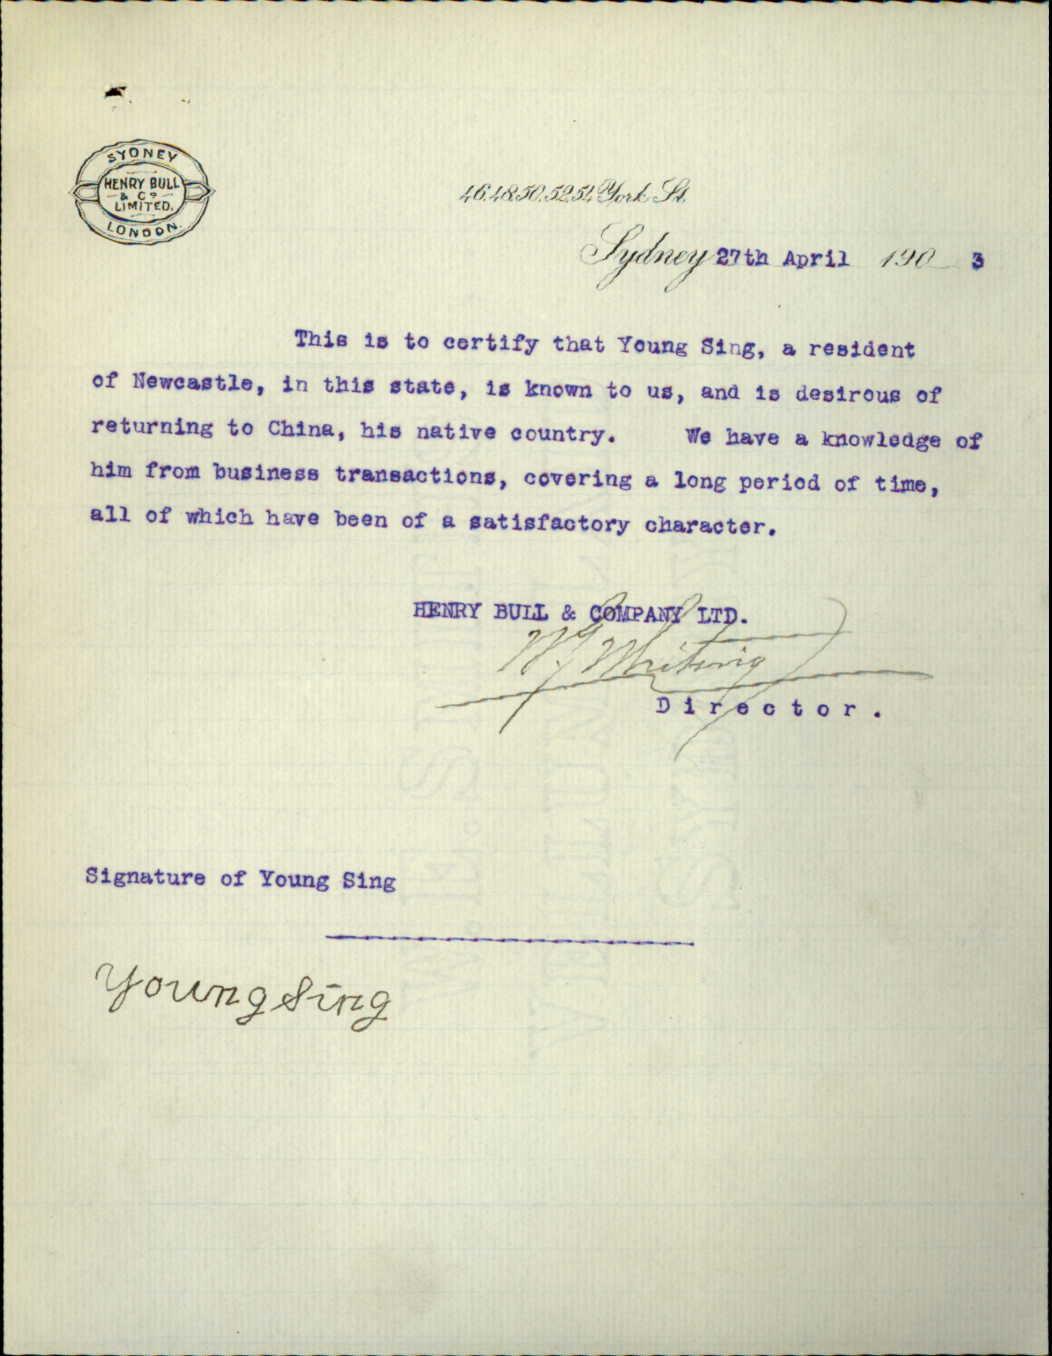 SYDNEY
HENRY BULL
& Co
LIMITED.
LONDON.
46.48.50.52.54 York St.
Sydney 27th April 190 3
This is to certify that Young Sing, a resident
of Newcastle, in this state, is known to us, and is desirous of
returning to China, his native country. We have a knowledge of
him from business transactions, covering a long period of time,
all of which have been of a satisfactory character.
HENRY BULL & COMPANY LTD.
Whiting
Director.
Signature of Young Sing
Young Sing